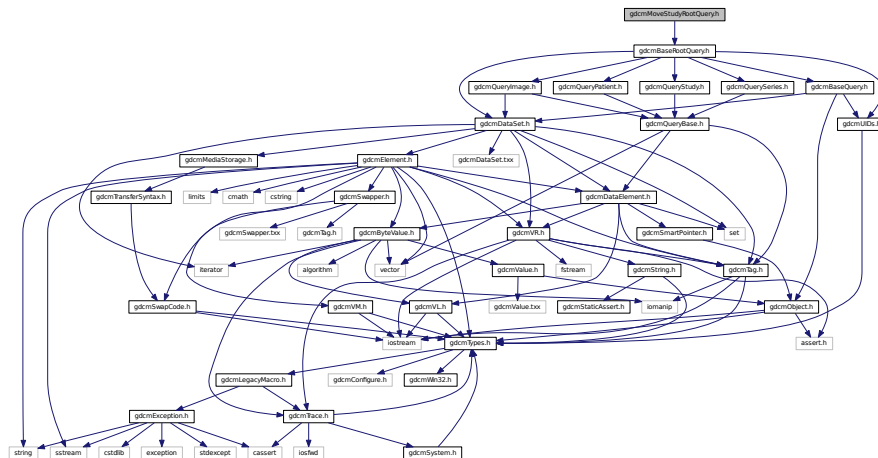 gdcmMoveStudyRootQuery.h
gdcmBaseRootQuery.h
gdcmQueryImage.h
gdcmQueryPatient.h
gdcmQueryStudy.h
gdcmQuerySeries.h
gdcmBaseQuery.h
gdcmDataSet.h
gdcmQueryBase.h
gdcmUIDs.h
gdcmMediaStorage.h
gdcmElement.h
gdcmDataSet.txx
gdcmTransferSyntax.h
limits
cmath
cstring
gdcmSwapper.h
gdcmDataElement.h
gdcmSwapper.txx
gdcmTag.h
gdcmByteValue.h
gdcmVR.h
gdcmSmartPointer.h
set
iterator
algorithm
vector
gdcmValue.h
fstream
gdcmString.h
gdcmTag.h
gdcmSwapCode.h
gdcmVM.h
gdcmVL.h
gdcmValue.txx
gdcmStaticAssert.h
iomanip
gdcmObject.h
iostream
gdcmTypes.h
assert.h
gdcmLegacyMacro.h
gdcmConfigure.h
gdcmWin32.h
gdcmException.h
gdcmTrace.h
string
sstream
cstdlib
exception
stdexcept
cassert
iosfwd
gdcmSystem.h